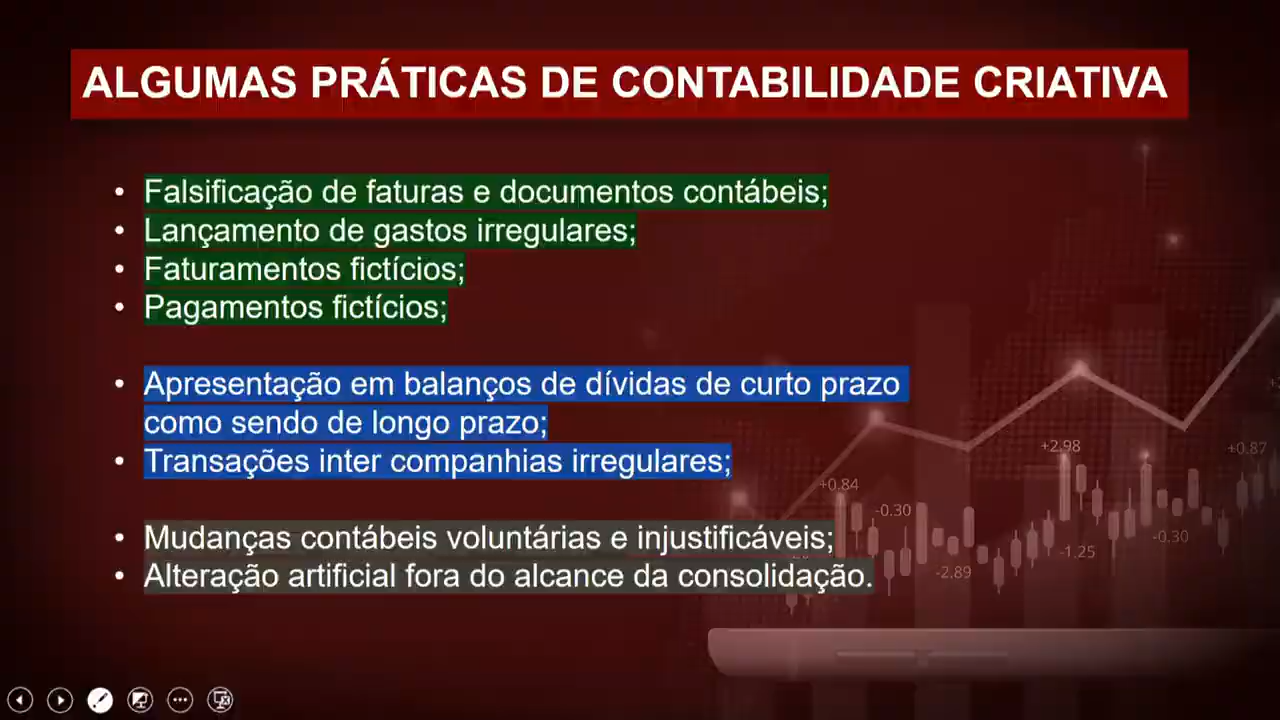 ALGUMAS PRÁTICAS DE CONTABILIDADE CRIATIVA
• Falsificação de faturas e documentos contábeis;
• Lançamento de gastos irregulares;
• Faturamentos fictícios;
• Pagamentos fictícios;
• Apresentação em balanços de dívidas de curto prazo
como sendo de longo prazo;
• Transações inter companhias irregulares;
• Mudanças contábeis voluntárias e injustificáveis;
• Alteração artificial fora do alcance da consolidação.
+2.98
+0.87
+0.84
-0.30
-0.30
-1.25
-2.89